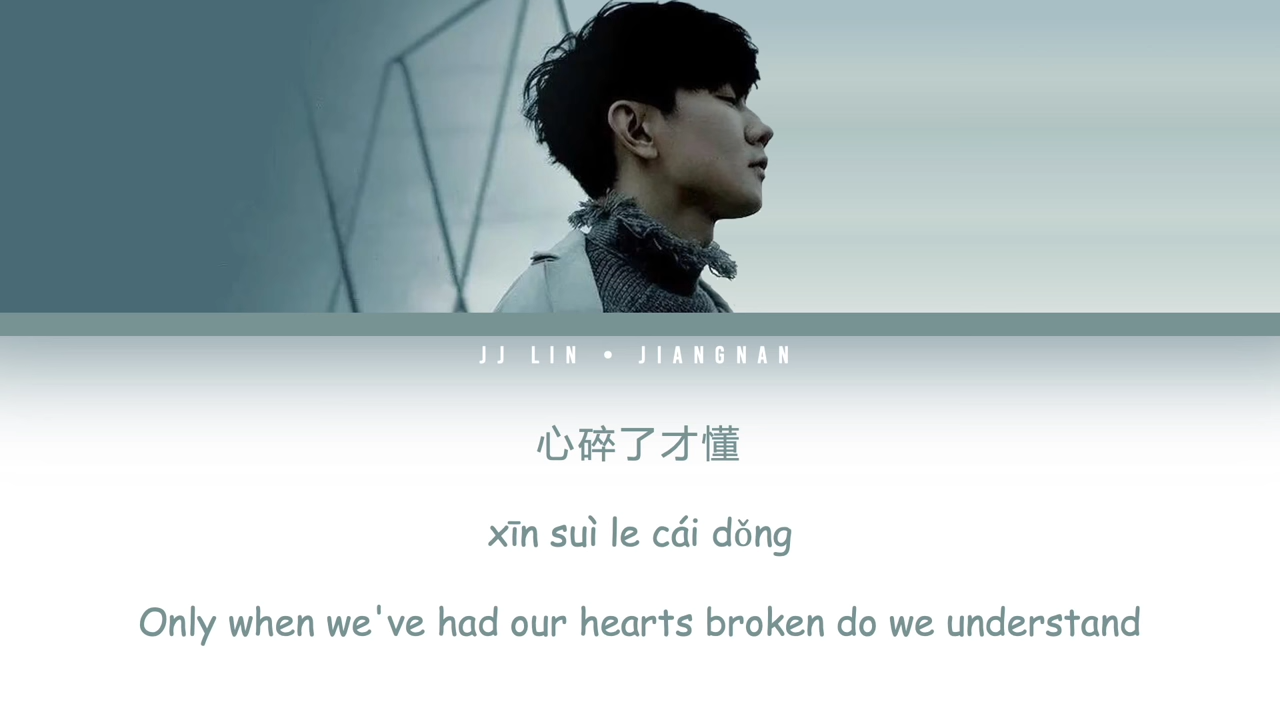 JJ LIN • JIANGNAN
心碎了才懂
xīn suì le cái dǒng
Only when we've had our hearts broken do we understand